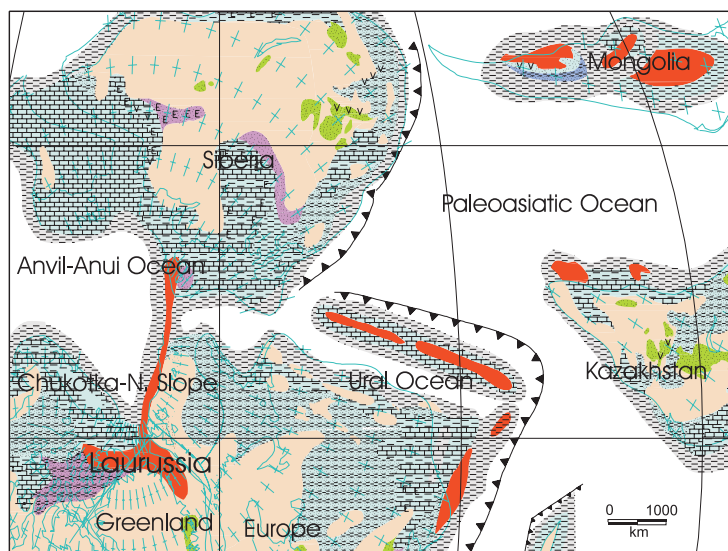 Mongolia
Siberia
Paleoasiatic Ocean
Anvil-Anui Ocean
Chukotka-N. Slope
Ural Ocean
Kazakhstan
Laurussia
Greenland
Europe
0 1000
km